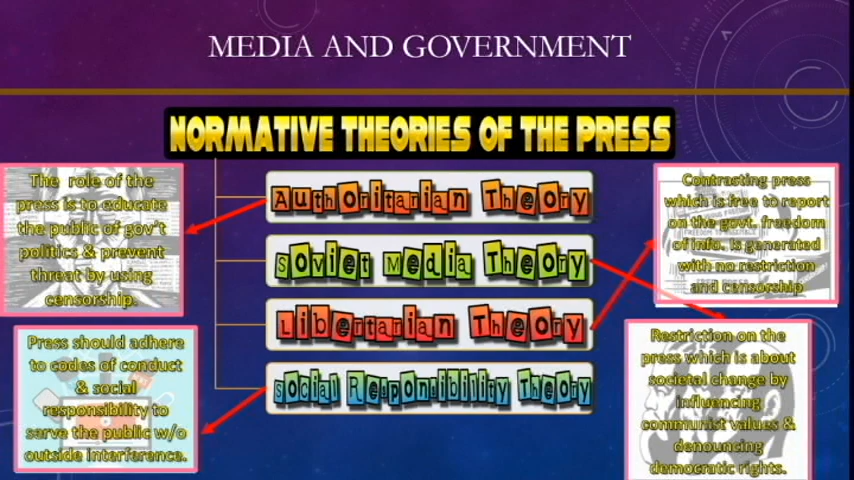 MEDIA AND GOVERNMENT
NORMATIVE THEORIES OF THE PRESS
Authoritarian Theory
Soviet Media Theory
Libertarian Theory
Social Responsibility Theory
The role of the
press is to educate
the public of gov't
politics & prevent
threat by using
censorship.
Press should adhere
to codes of conduct
& social
responsibility to
serve the public w/o
outside interference.
Contrasting press
which is free to report
on the govt. freedom
of info. is generated
with no restriction
and censorship
Restriction on the
press which is about
societal change by
influencing
communist values &
denouncing
democratic rights.